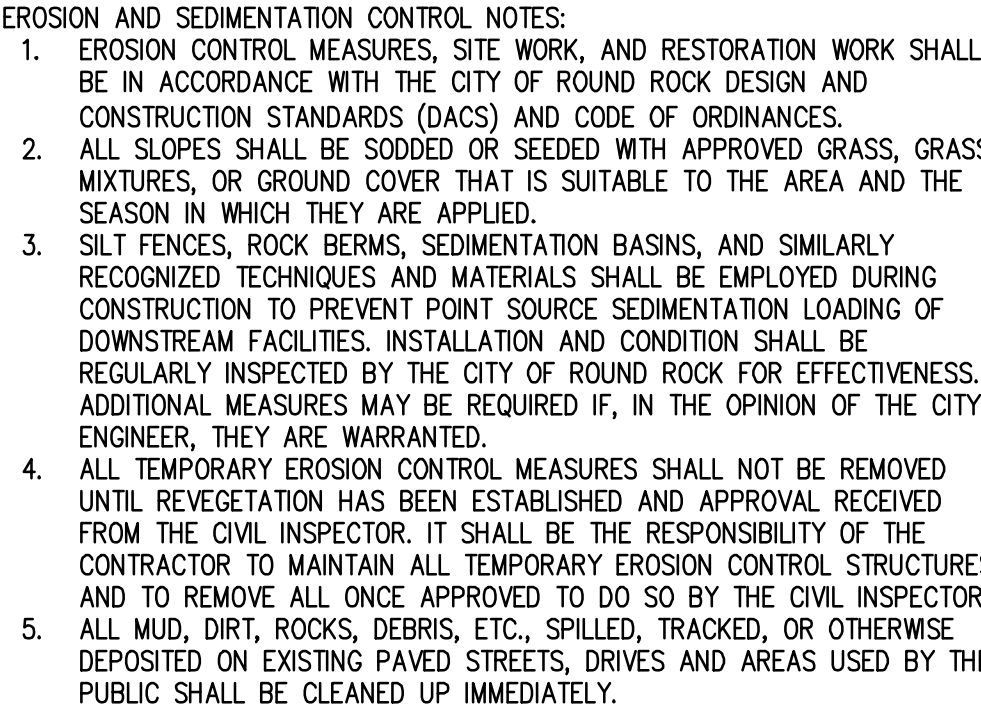 EROSION AND SEDIMENTATION CONTROL NOTES:
1. EROSION CONTROL MEASURES, SITE WORK, AND RESTORATION WORK SHALL
BE IN ACCORDANCE WITH THE CITY OF ROUND ROCK DESIGN AND
CONSTRUCTION STANDARDS (DACS) AND CODE OF ORDINANCES.
2. ALL SLOPES SHALL BE SODDED OR SEEDED WITH APPROVED GRASS, GRASS
MIXTURES, OR GROUND COVER THAT IS SUITABLE TO THE AREA AND THE
SEASON IN WHICH THEY ARE APPLIED.
3. SILT FENCES, ROCK BERMS, SEDIMENTATION BASINS, AND SIMILARLY
RECOGNIZED TECHNIQUES AND MATERIALS SHALL BE EMPLOYED DURING
CONSTRUCTION TO PREVENT POINT SOURCE SEDIMENTATION LOADING OF
DOWNSTREAM FACILITIES. INSTALLATION AND CONDITION SHALL BE
REGULARLY INSPECTED BY THE CITY OF ROUND ROCK FOR EFFECTIVENESS.
ADDITIONAL MEASURES MAY BE REQUIRED IF, IN THE OPINION OF THE CITY
ENGINEER, THEY ARE WARRANTED.
4. ALL TEMPORARY EROSION CONTROL MEASURES SHALL NOT BE REMOVED
UNTIL REVEGETATION HAS BEEN ESTABLISHED AND APPROVAL RECEIVED
FROM THE CIVIL INSPECTOR. IT SHALL BE THE RESPONSIBILITY OF THE
CONTRACTOR TO MAINTAIN ALL TEMPORARY EROSION CONTROL STRUCTURES
AND TO REMOVE ALL ONCE APPROVED TO DO SO BY THE CIVIL INSPECTOR
5. ALL MUD, DIRT, ROCKS, DEBRIS, ETC., SPILLED, TRACKED, OR OTHERWISE
DEPOSITED ON EXISTING PAVED STREETS, DRIVES AND AREAS USED BY THE
PUBLIC SHALL BE CLEANED UP IMMEDIATELY.